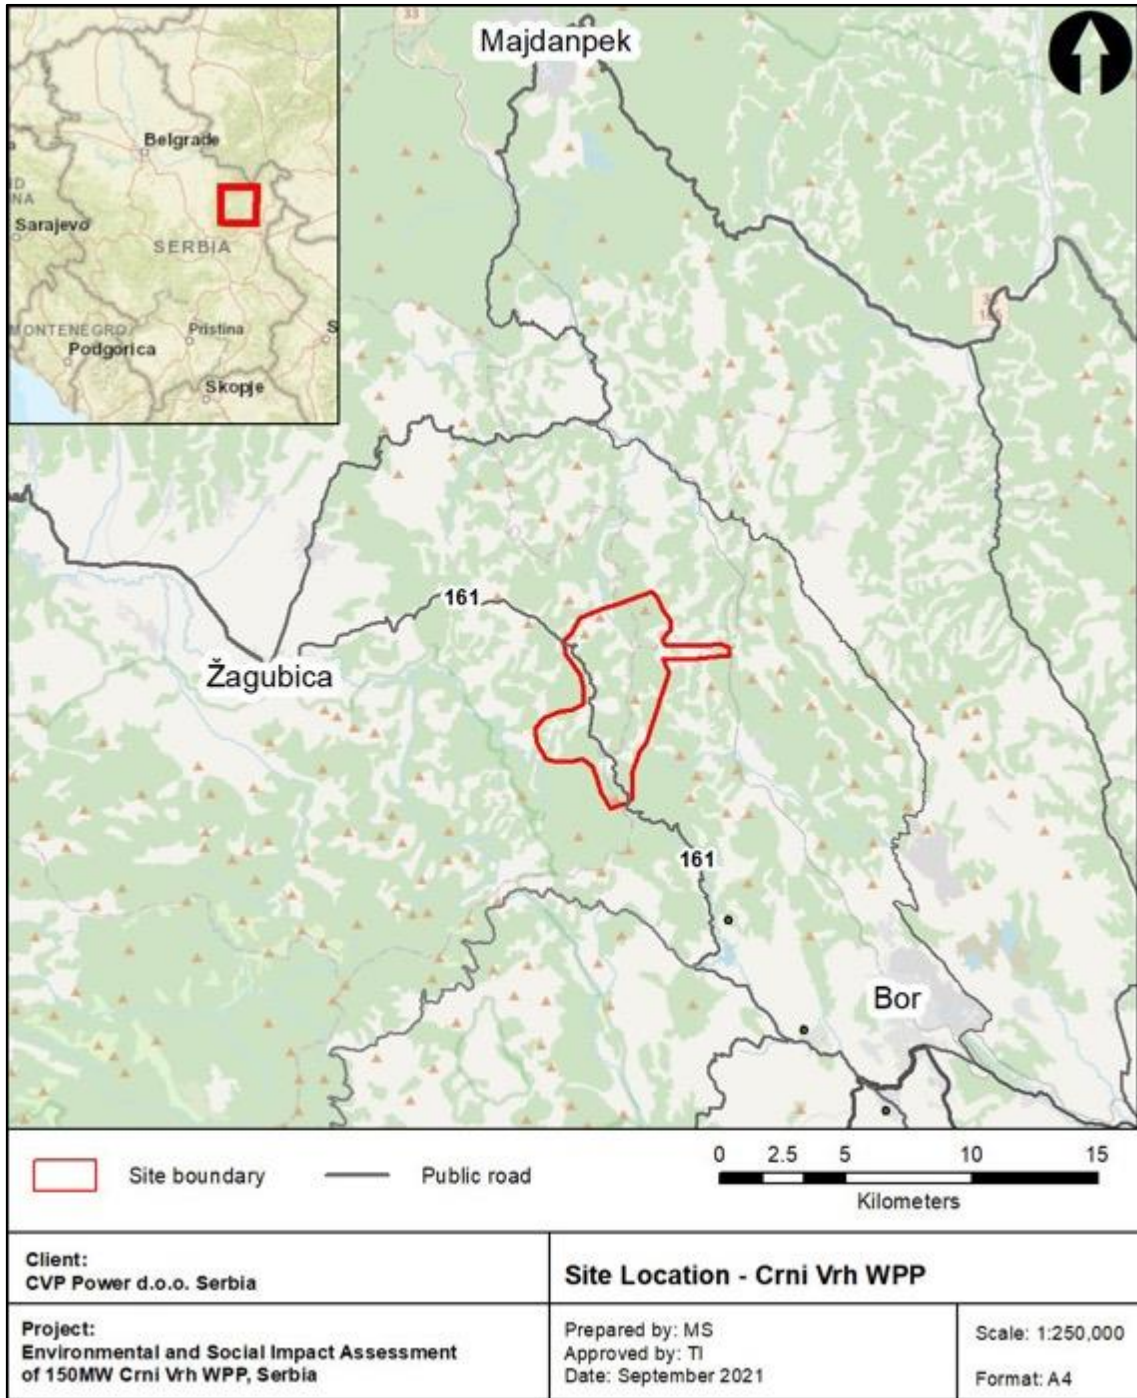 33
Majdanpek
Belgrade
Sarajevo
SERBIA
MONTENEGRO
Pristina
Podgorica
Skopje
161
Žagubica
161
Bor
Site boundary
Public road
0 2.5 5 10 15
Kilometers
Client:
CVP Power d.o.o. Serbia
Site Location - Crni Vrh WPP
Project:
Environmental and Social Impact Assessment
of 150MW Crni Vrh WPP, Serbia
Prepared by: MS
Approved by: TI
Date: September 2021
Scale: 1:250,000
Format: A4